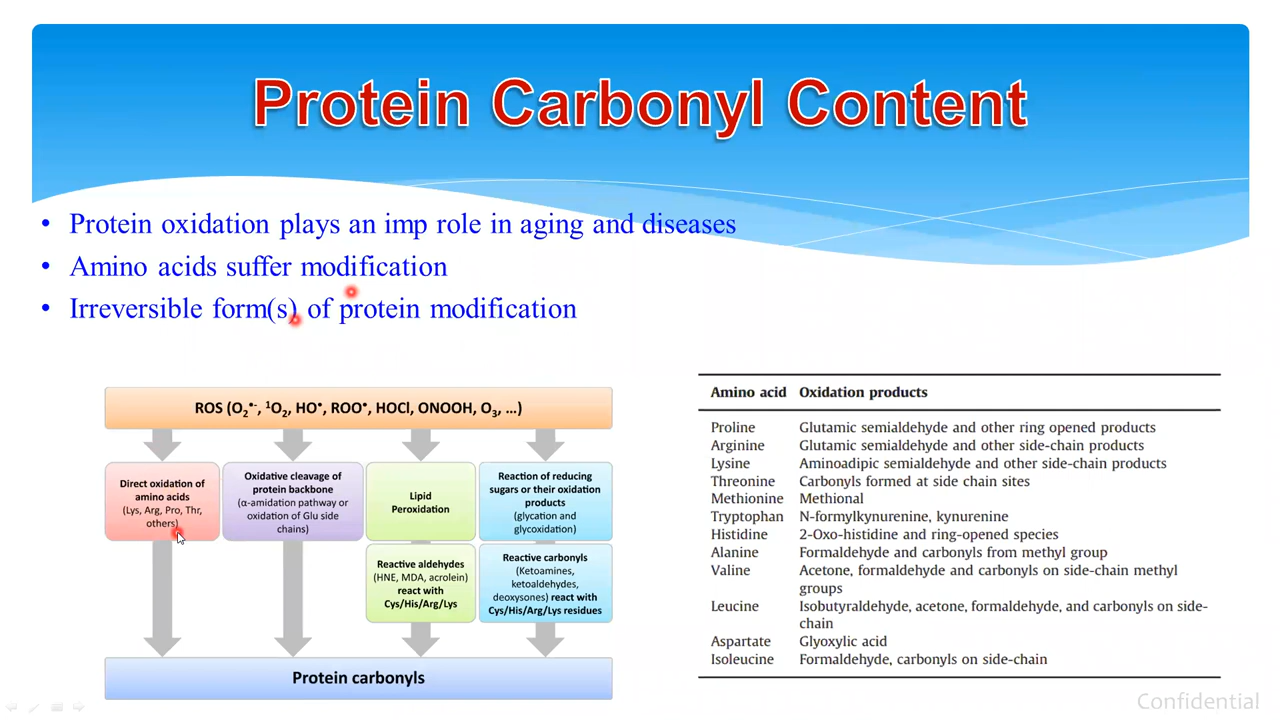 Protein Carbonyl Content
• Protein oxidation plays an imp role in aging and diseases
• Amino acids suffer modification
• Irreversible form(s) of protein modification
ROS (O₂•-, ¹O₂, HO•, ROO•, HOCl, ONOOH, O₃, ...)
Direct oxidation of
amino acids
(Lys, Arg, Pro, Thr,
others)
Oxidative cleavage of
protein backbone
(α-amidation pathway or
oxidation of Glu side
chains)
Lipid
Peroxidation
Reaction of reducing
sugars or their oxidation
products
(glycation and
glycoxidation)
Reactive aldehydes
(HNE, MDA, acrolein)
react with
Cys/His/Arg/Lys
Reactive carbonyls
(Ketoamines,
ketoaldehydes,
deoxysones) react with
Cys/His/Arg/Lys residues
Protein carbonyls
Amino acid Oxidation products
Proline Glutamic semialdehyde and other ring opened products
Arginine Glutamic semialdehyde and other side-chain products
Lysine Aminoadipic semialdehyde and other side-chain products
Threonine Carbonyls formed at side chain sites
Methionine Methional
Tryptophan N-formylkynurenine, kynurenine
Histidine 2-Oxo-histidine and ring-opened species
Alanine Formaldehyde and carbonyls from methyl group
Valine Acetone, formaldehyde and carbonyls on side-chain methyl
groups
Leucine Isobutyraldehyde, acetone, formaldehyde, and carbonyls on side-
chain
Aspartate Glyoxylic acid
Isoleucine Formaldehyde, carbonyls on side-chain
Confidential